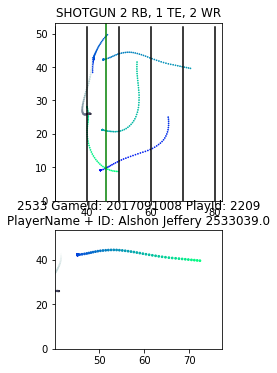 SHOTGUN 2 RB, 1 TE, 2 WR
50
40
30
20
10
0
40 60 80
2533 GameId: 2017091008 PlayId: 2209
PlayerName + ID: Alshon Jeffery 2533039.0
40
20
0
50 60 70